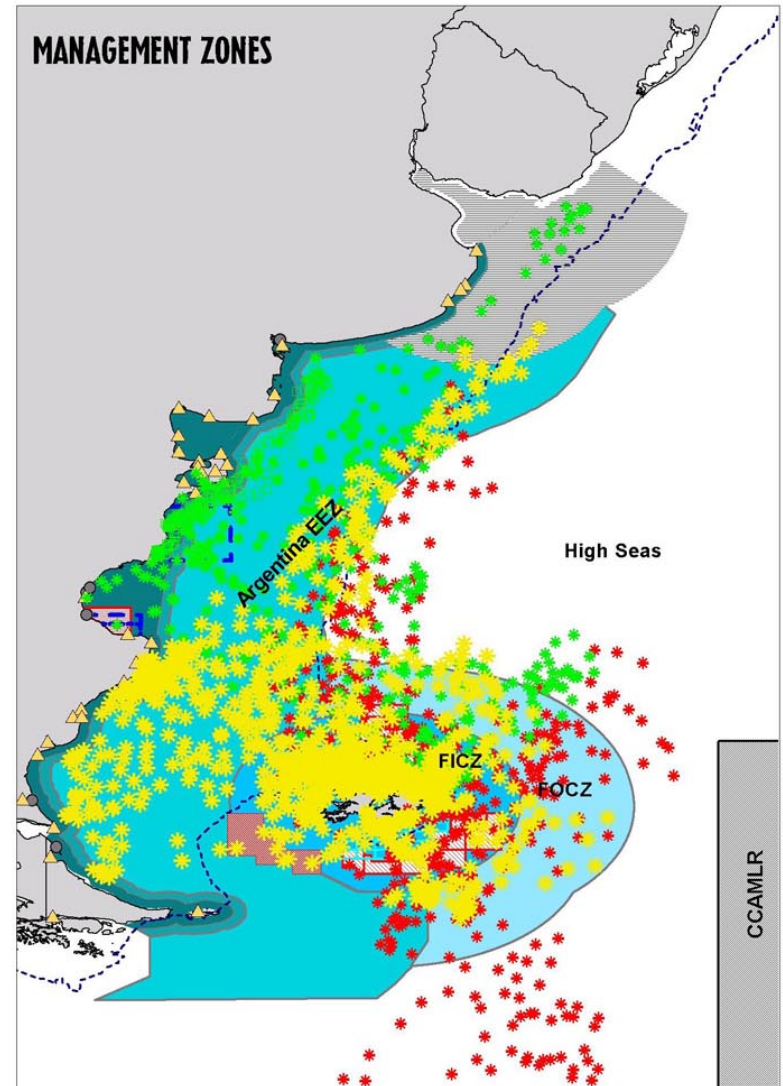 MANAGEMENT ZONES
Argentina EEZ
High Seas
FICZ
FOCZ
CCAMLR